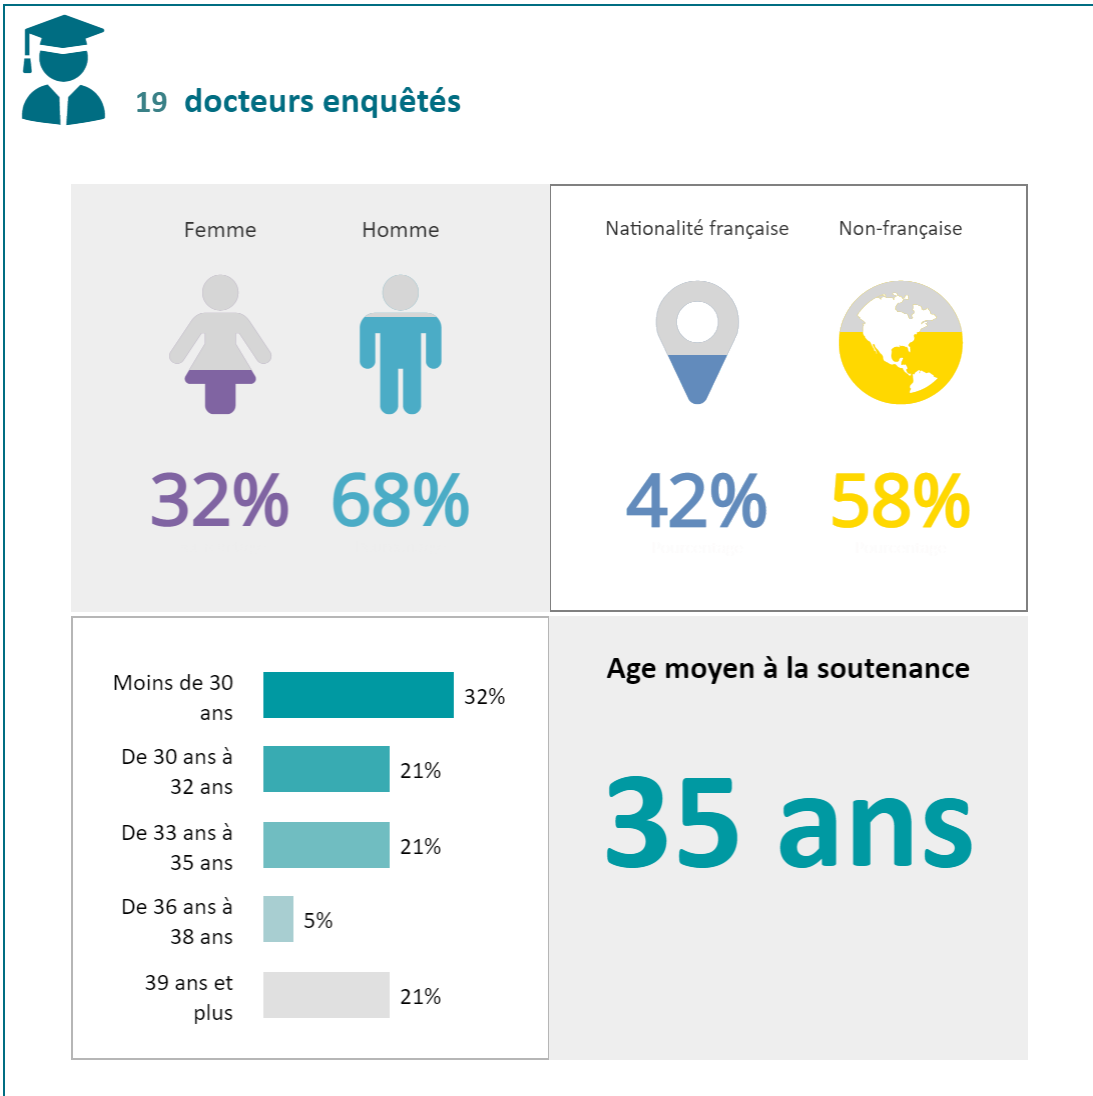 19 docteurs enquêtés
Femme
Homme
32%
68%
Nationalité française
Non-française
42%
58%
Moins de 30
ans
32%
De 30 ans à
32 ans
21%
De 33 ans à
35 ans
21%
De 36 ans à
38 ans
5%
39 ans et
plus
21%
Age moyen à la soutenance
35 ans